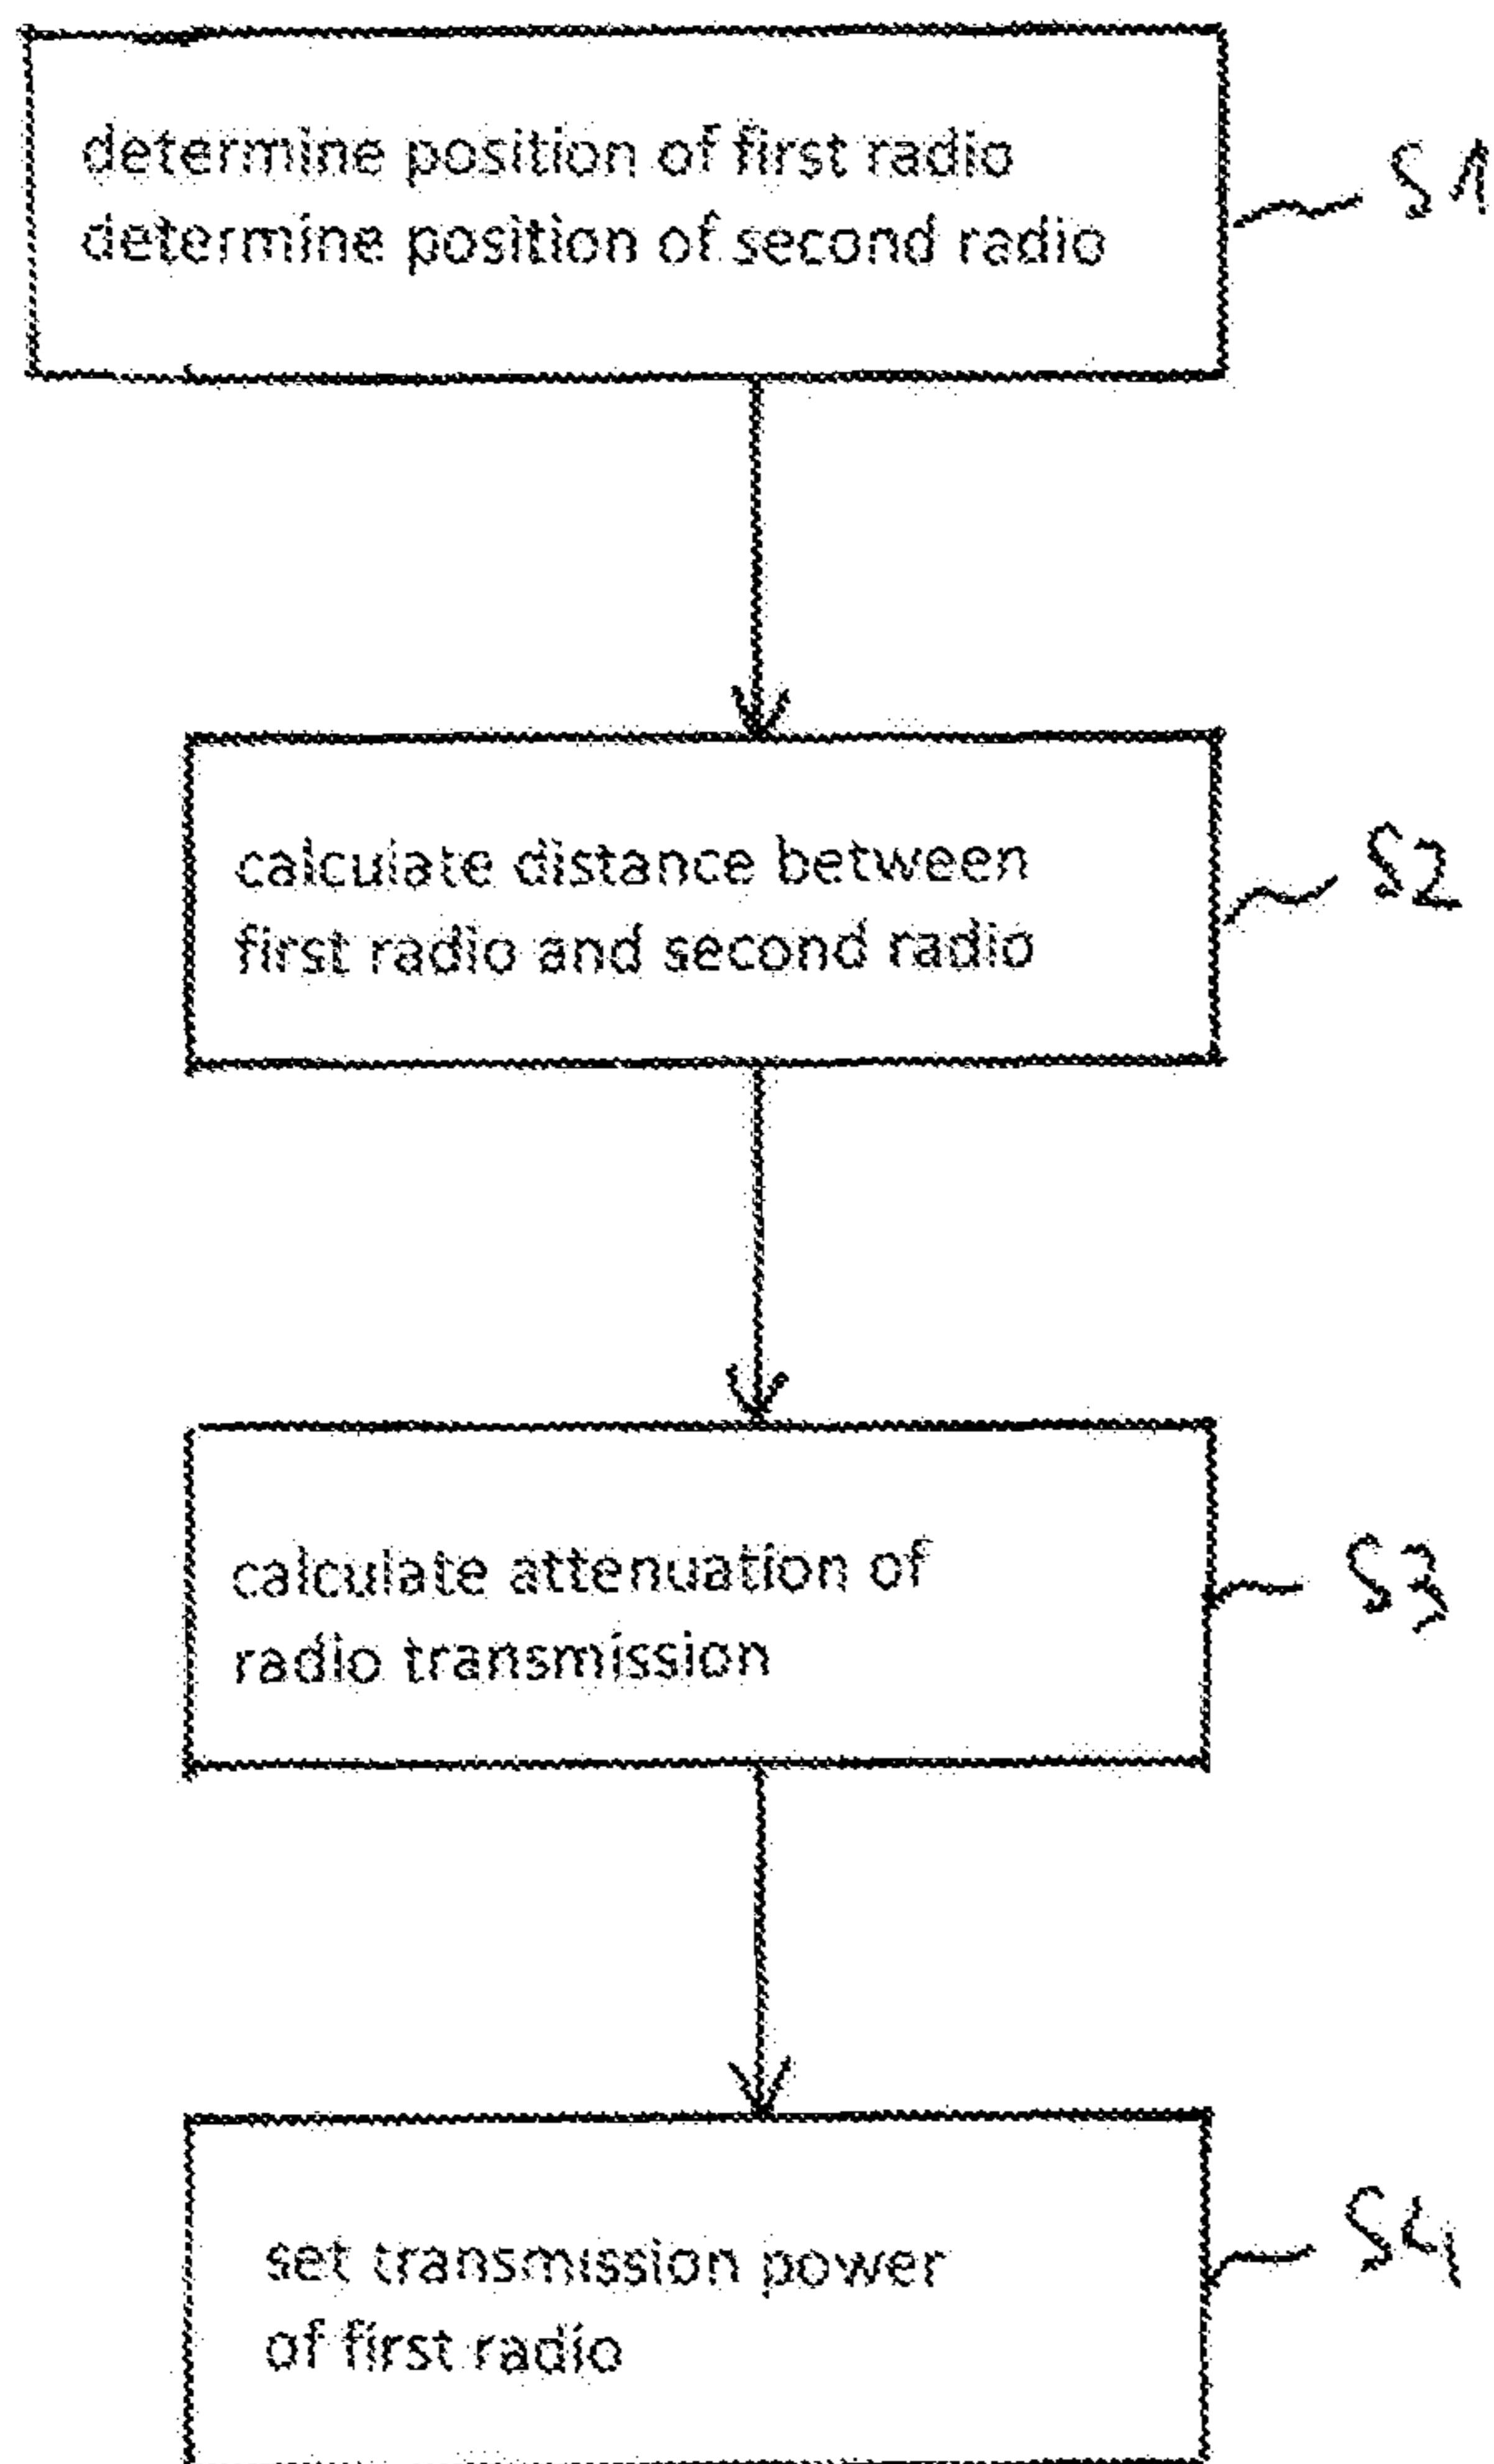 determine position of first radio
determine position of second radio
S1
calculate distance between
first radio and second radio
S2
calculate attenuation of
radio transmission
S3
set transmission power
of first radio
S4